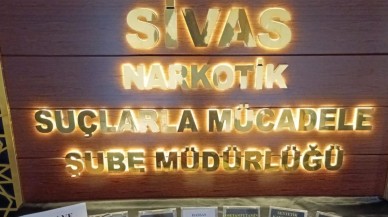 SİVAS
NARKOTİK
SUÇLARLA MÜCADELE
ŞUBE MÜDÜRLÜĞÜ